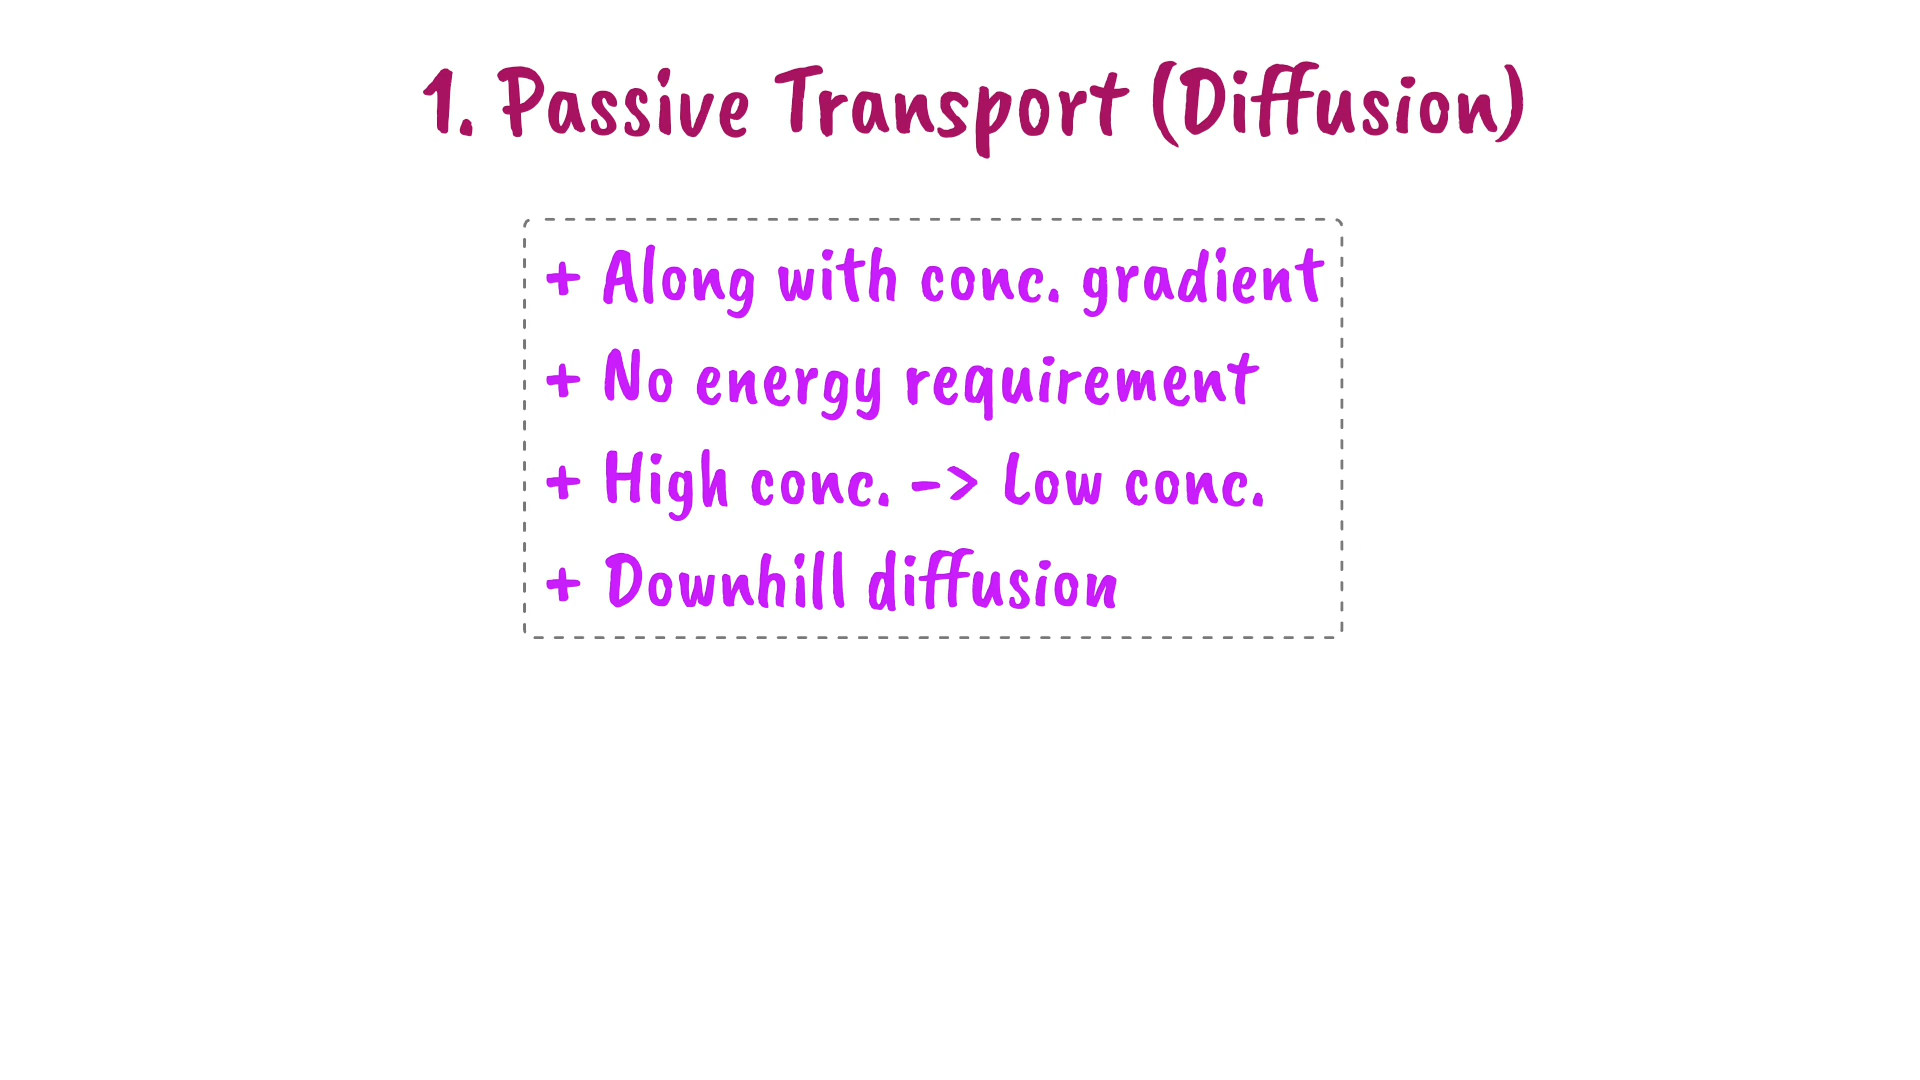 1. Passive Transport (Diffusion)
+ Along with conc. gradient
+ No energy requirement
+ High conc. -> Low conc.
+ Downhill diffusion